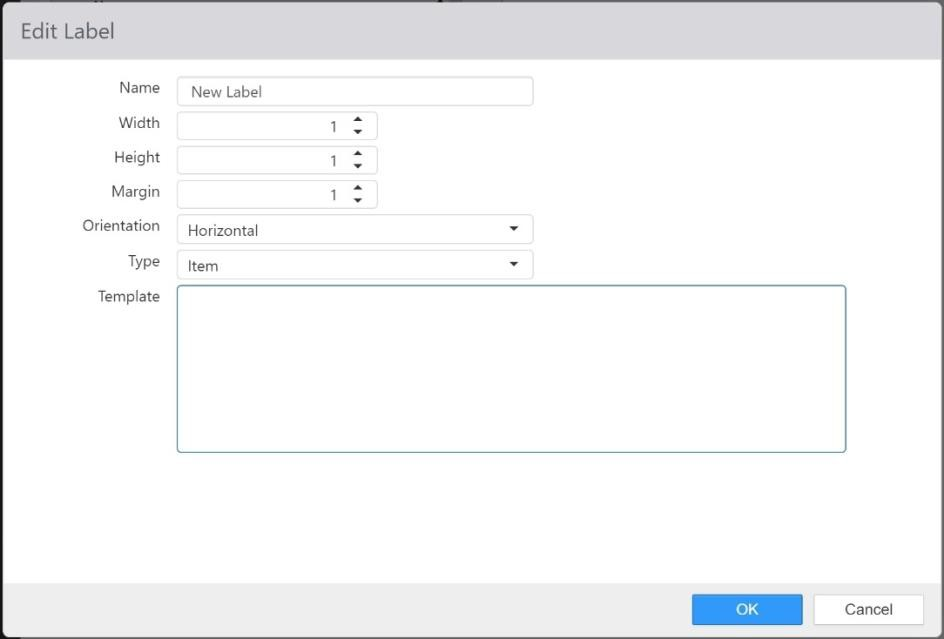 Edit Label
Name New Label
Width 1
Height 1
Margin 1
Orientation Horizontal
Type Item
Template
OK Cancel